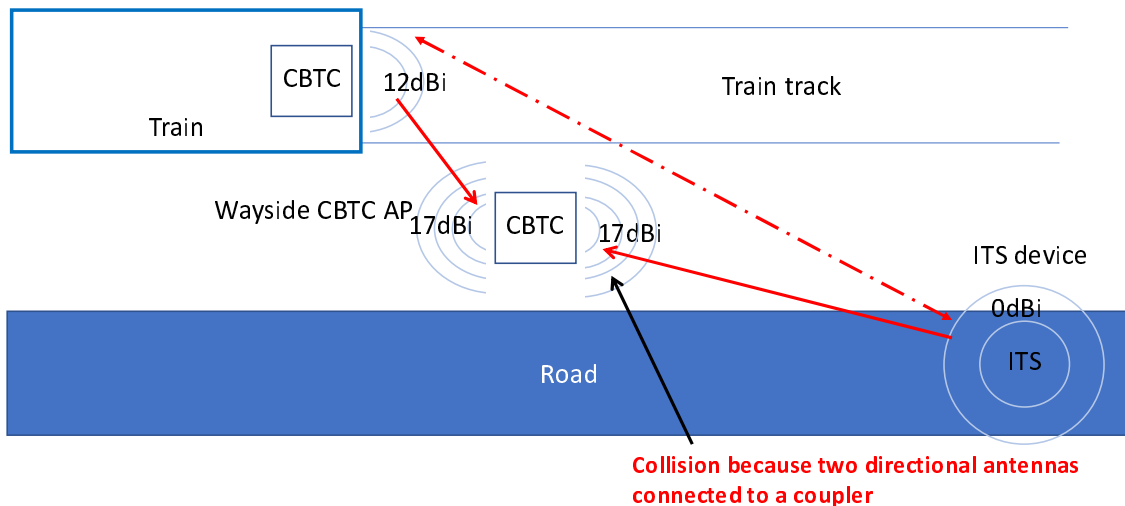 CBTC
12dBi
Train track
Train
Wayside CBTC AP
17dBi
CBTC
17dBi
ITS device
0dBi
ITS
Road
Collision because two directional antennas
connected to a coupler